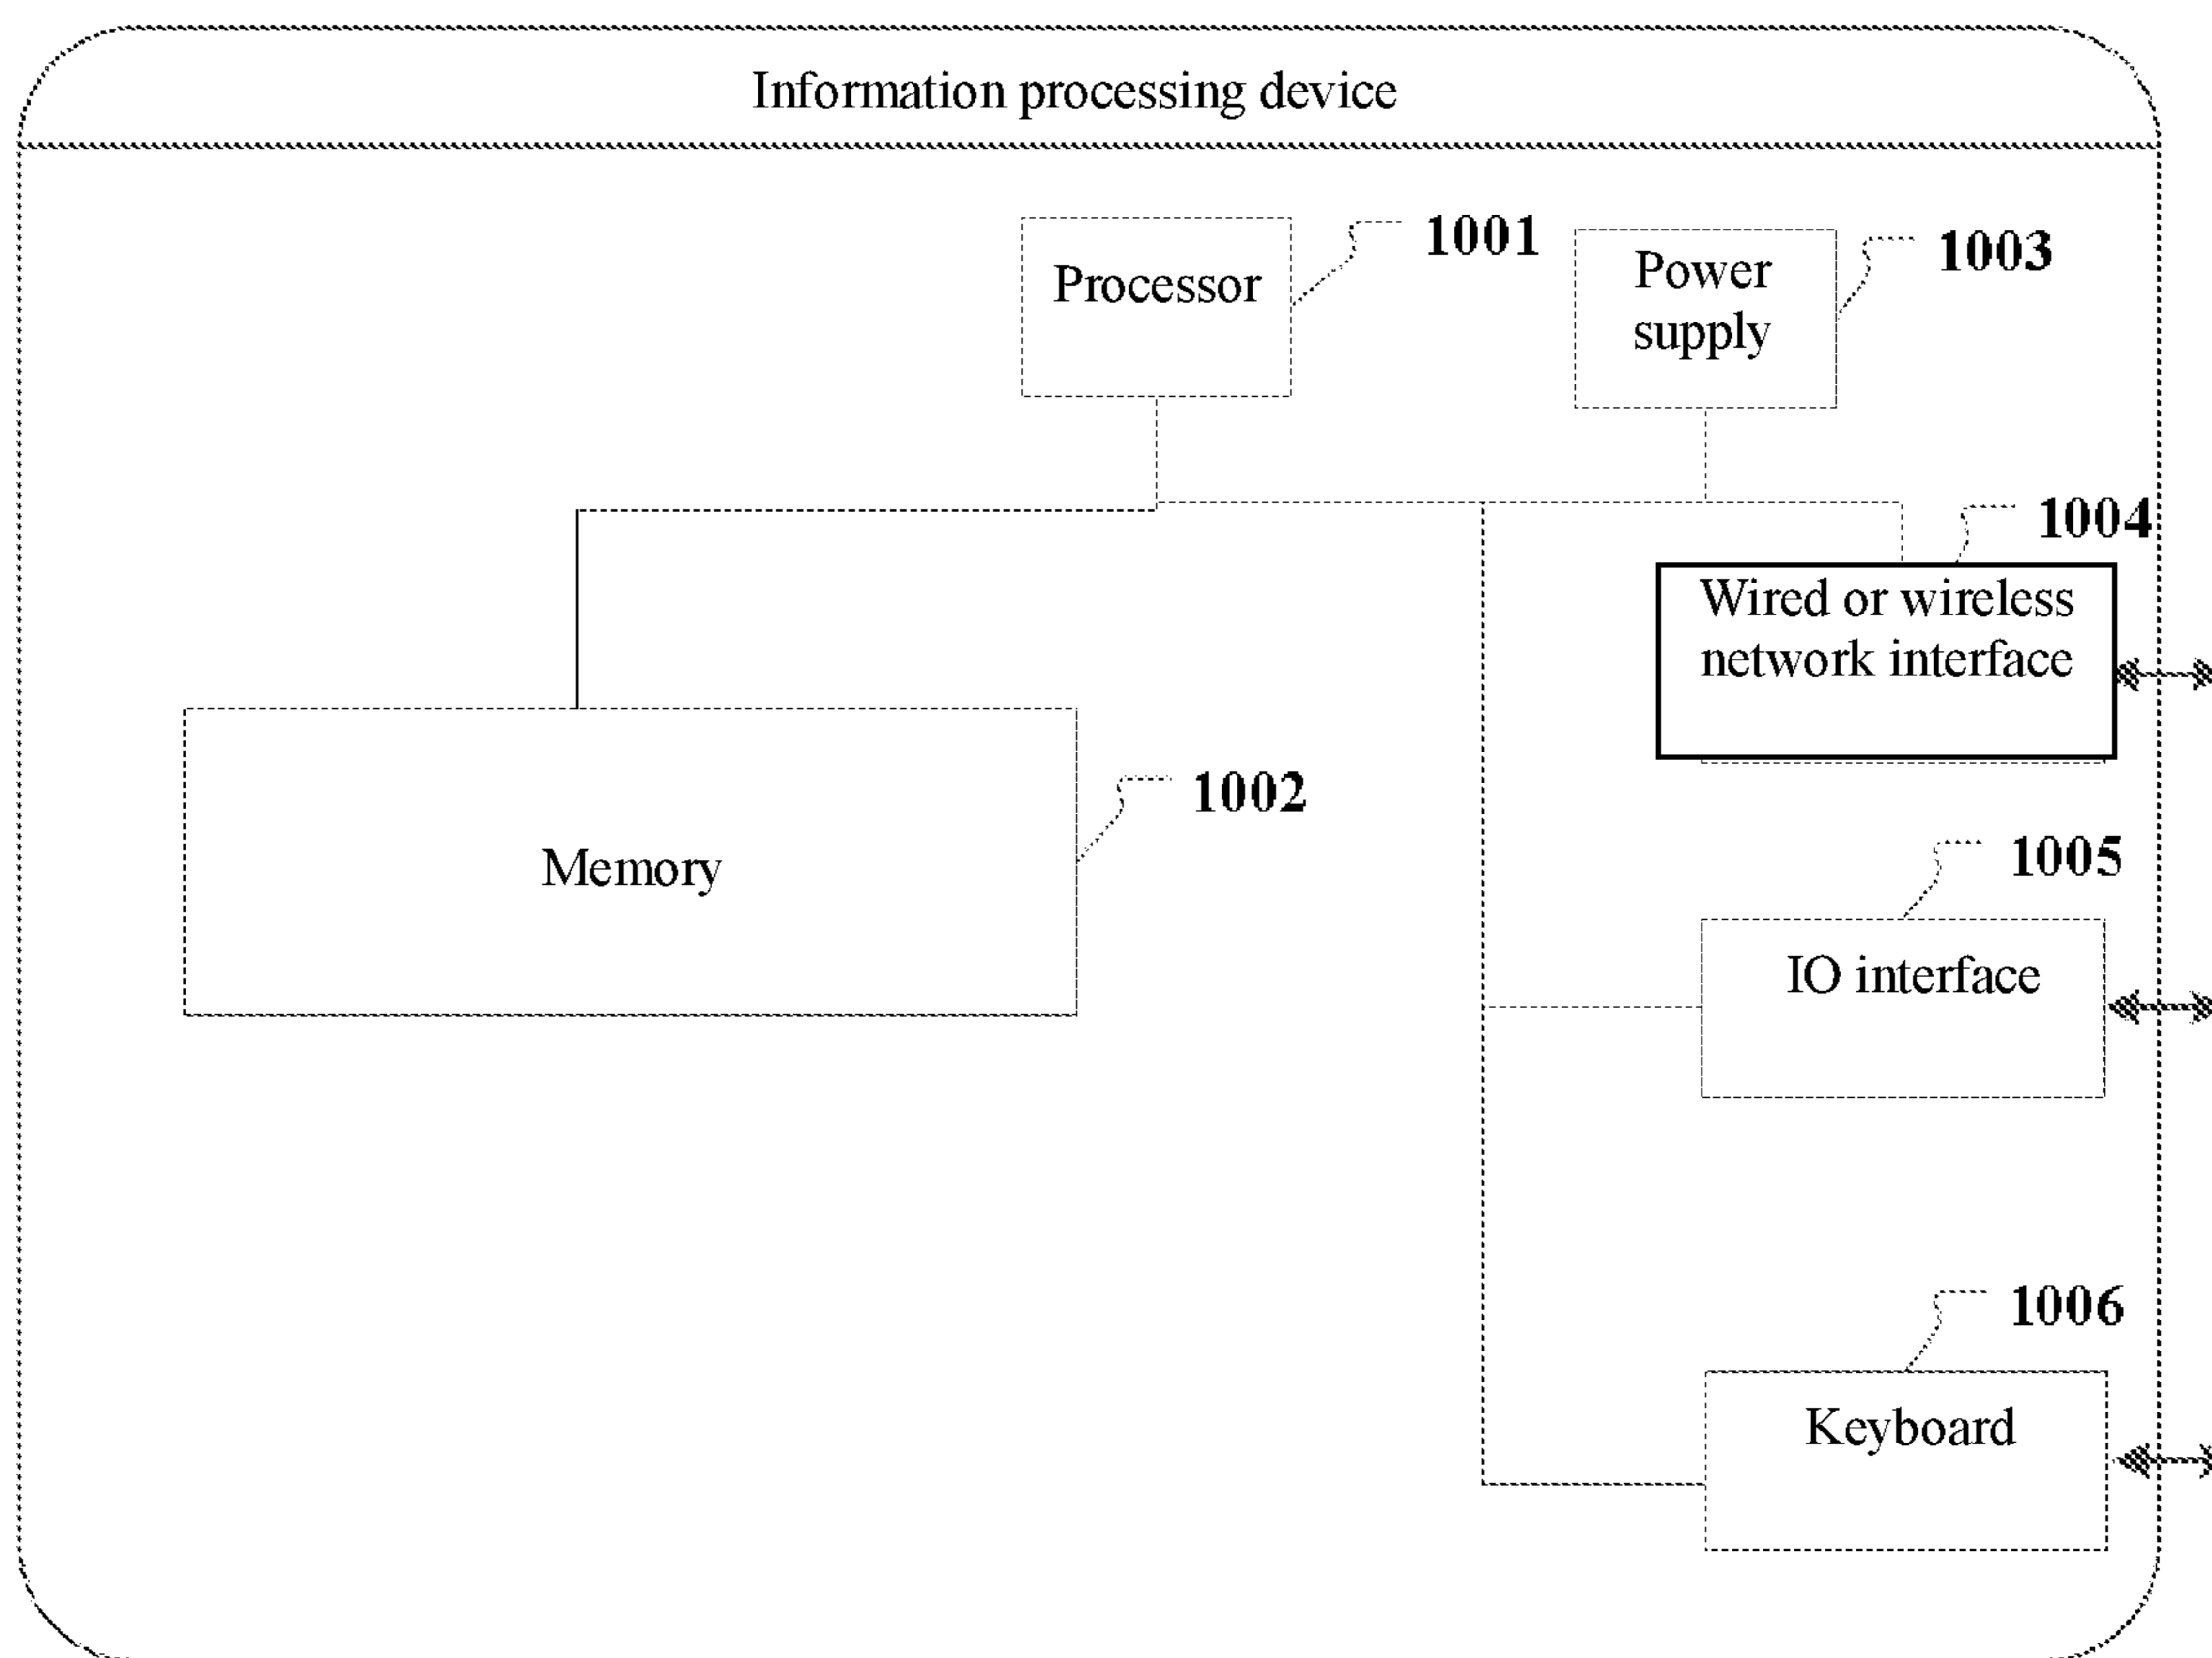 Information processing device
Processor
1001
Power
supply
1003
1004
Wired or wireless
network interface
1002
Memory
1005
IO interface
1006
Keyboard